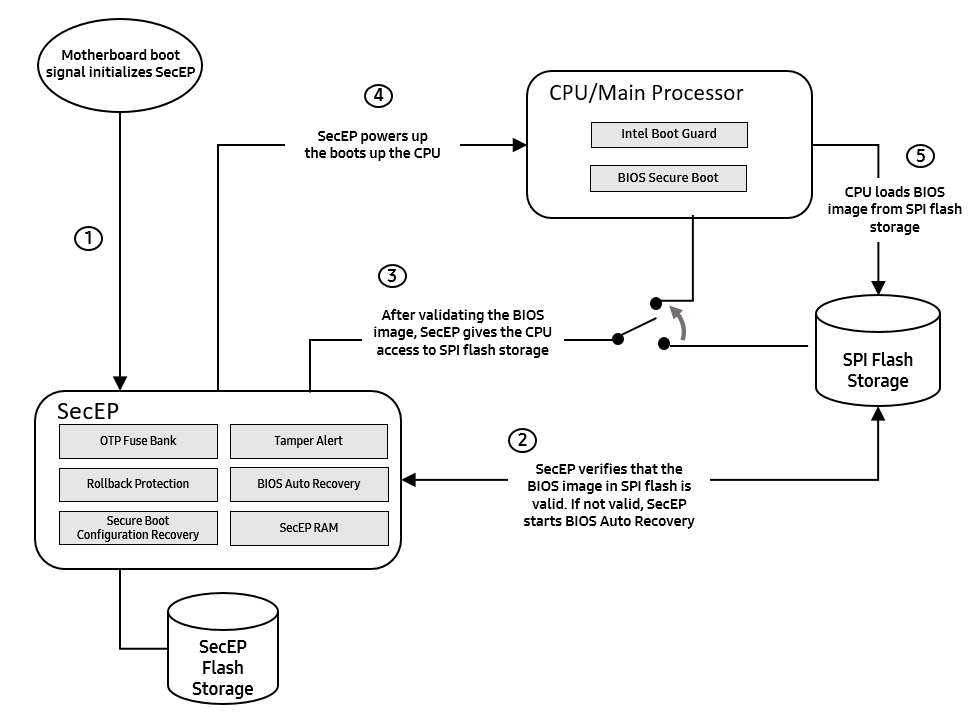 Motherboard boot
signal initializes SecEP
1
4
SecEP powers up
the boots up the CPU
CPU/Main Processor
Intel Boot Guard
BIOS Secure Boot
5
CPU loads BIOS
image from SPI flash
storage
3
After validating the BIOS
image, SecEP gives the CPU
access to SPI flash storage
SPI Flash
Storage
SecEP
OTP Fuse Bank
Tamper Alert
Rollback Protection
BIOS Auto Recovery
Secure Boot
Configuration Recovery
SecEP RAM
2
SecEP verifies that the
BIOS image in SPI flash is
valid. If not valid, SecEP
starts BIOS Auto Recovery
SecEP
Flash
Storage